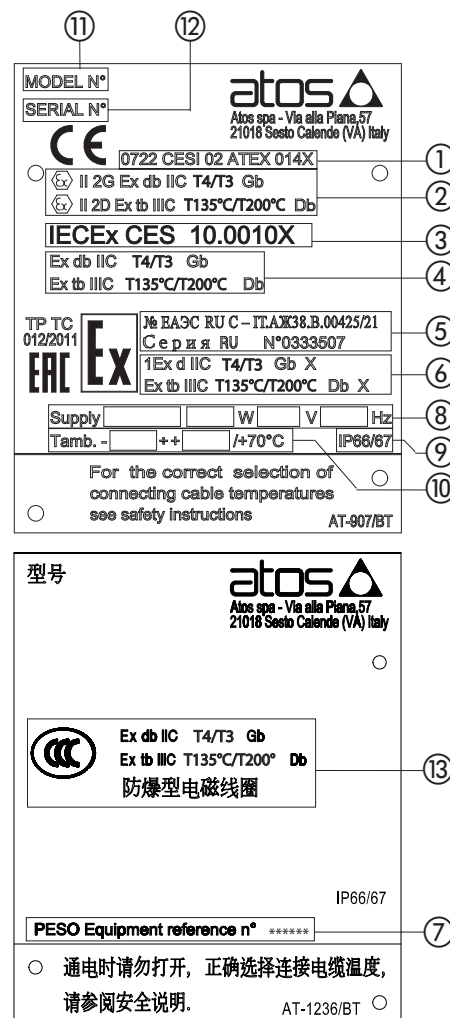 ⑪ ⑫
MODEL N°
SERIAL N°
atos
Atos spa - Via alla Piana,57
21018 Sesto Calende (VA) Italy
CE
0722 CESI 02 ATEX 014X ①
Ex II 2G Ex db IIC T4/T3 Gb
Ex II 2D Ex tb IIIC T135°C/T200°C Db ②
IECEx CES 10.0010X ③
Ex db IIC T4/T3 Gb
Ex tb IIIC T135°C/T200°C Db ④
TP TC
012/2011
EAC
Ex
№ ЕАЭС RU С – IT.АЖ38.В.00425/21
Серия RU N°0333507 ⑤
1Ex d IIC T4/T3 Gb X
Ex tb IIIC T135°C/T200°C Db X ⑥
Supply W V Hz ⑧
Tamb. - ++ /+70°C IP66/67 ⑨
⑩
For the correct selection of
connecting cable temperatures
see safety instructions
AT-907/BT
型号
atos
Atos spa - Via alla Piana,57
21018 Sesto Calende (VA) Italy
CCC
Ex db IIC T4/T3 Gb
Ex tb IIIC T135°C/T200° Db
防爆型电磁线圈
⑬
IP66/67
PESO Equipment reference n° ****** ⑦
通电时请勿打开, 正确选择连接电缆温度,
请参阅安全说明.
AT-1236/BT